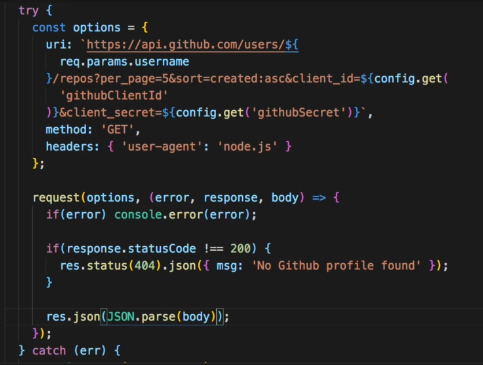 try {
const options = {
uri: `https://api.github.com/users/${
req.params.username
}/repos?per_page=5&sort=created:asc&client_id=${config.get(
'githubClientId'
)}&client_secret=${config.get('githubSecret')}`,
method: 'GET',
headers: { 'user-agent': 'node.js' }
};
request(options, (error, response, body) => {
if(error) console.error(error);
if(response.statusCode !== 200) {
res.status(404).json({ msg: 'No Github profile found' });
}
res.json(JSON.parse(body));
});
} catch (err) {